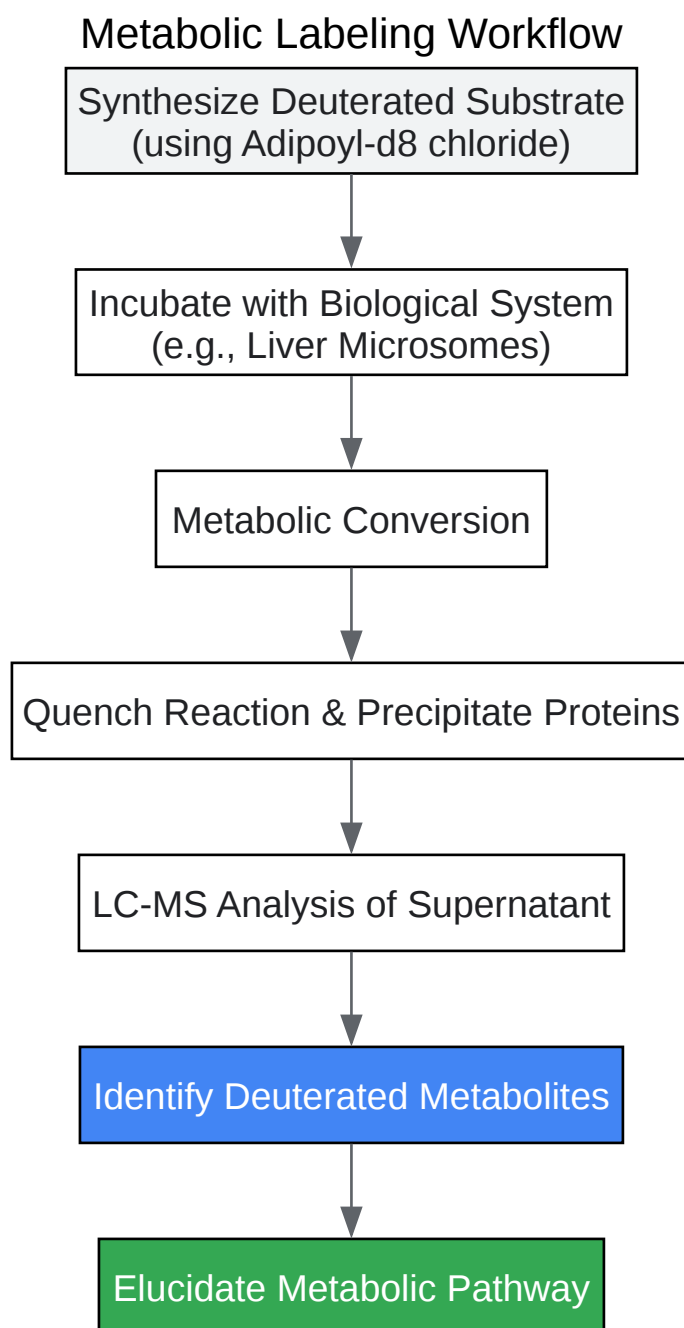 Metabolic Labeling Workflow
Synthesize Deuterated Substrate
(using Adipoyl-d8 chloride)
Incubate with Biological System
(e.g., Liver Microsomes)
Metabolic Conversion
Quench Reaction & Precipitate Proteins
LC-MS Analysis of Supernatant
Identify Deuterated Metabolites
Elucidate Metabolic Pathway